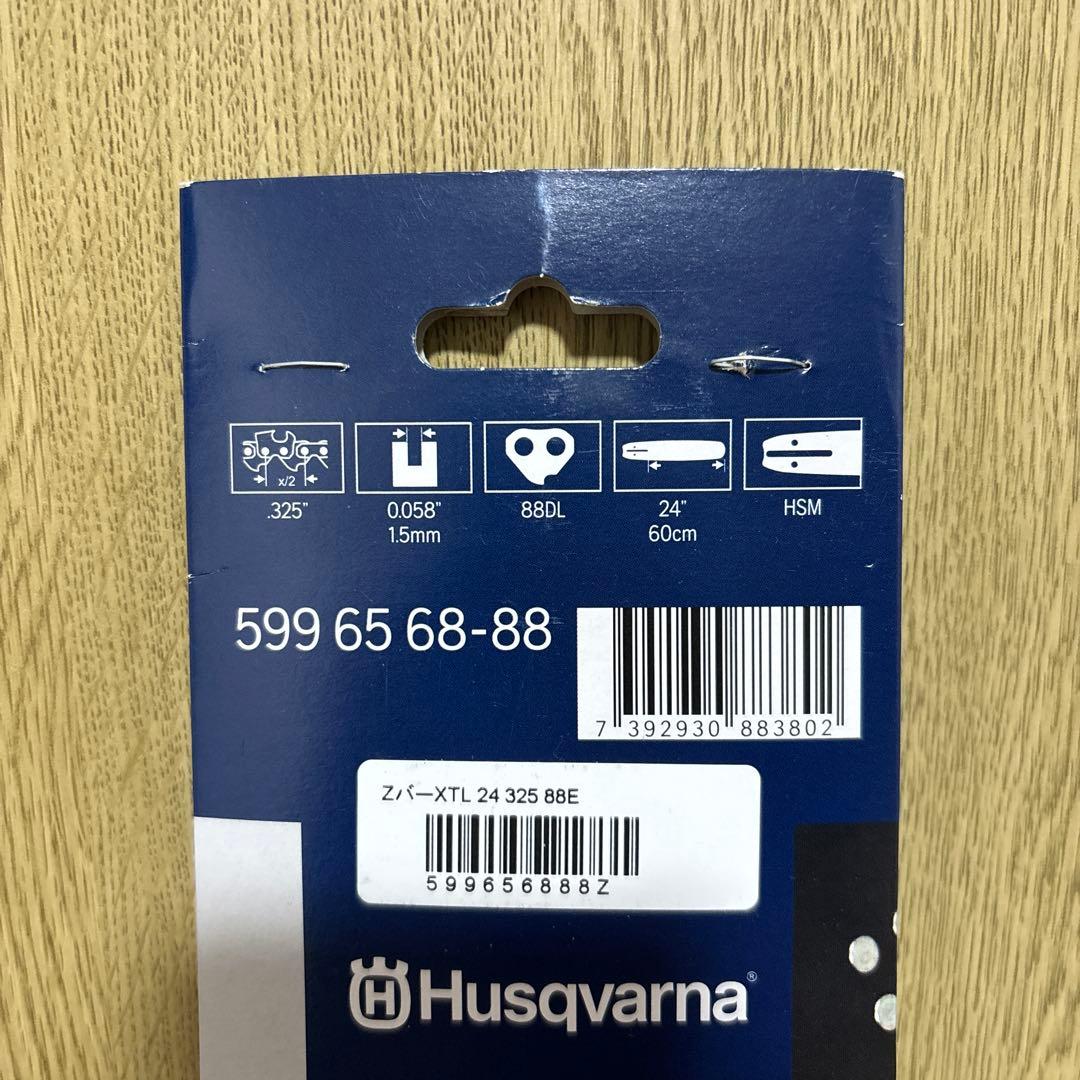 x/2
.325" 0.058" 88DL 24" HSM
1.5mm 60cm
599 65 68-88
7 392930 883802
ZバーXTL 24 325 88E
599656888Z
H Husqvarna®